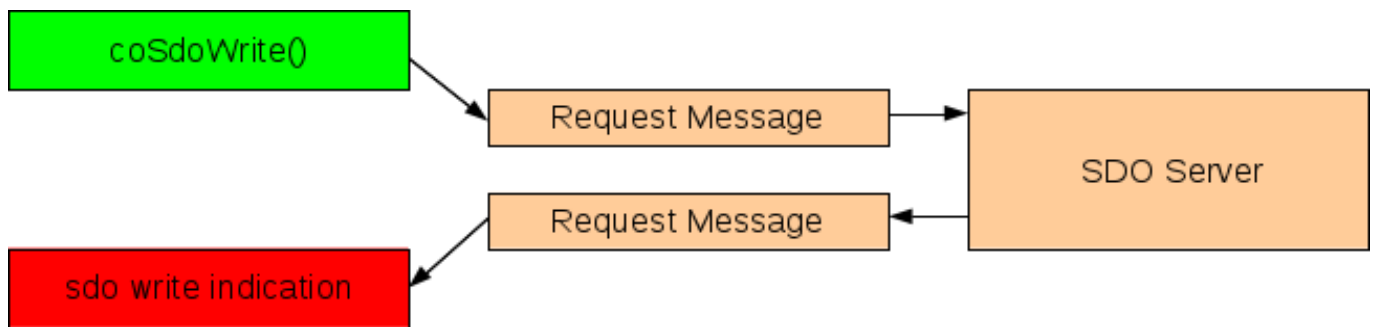 coSdoWrite()
Request Message
SDO Server
Request Message
sdo write indication